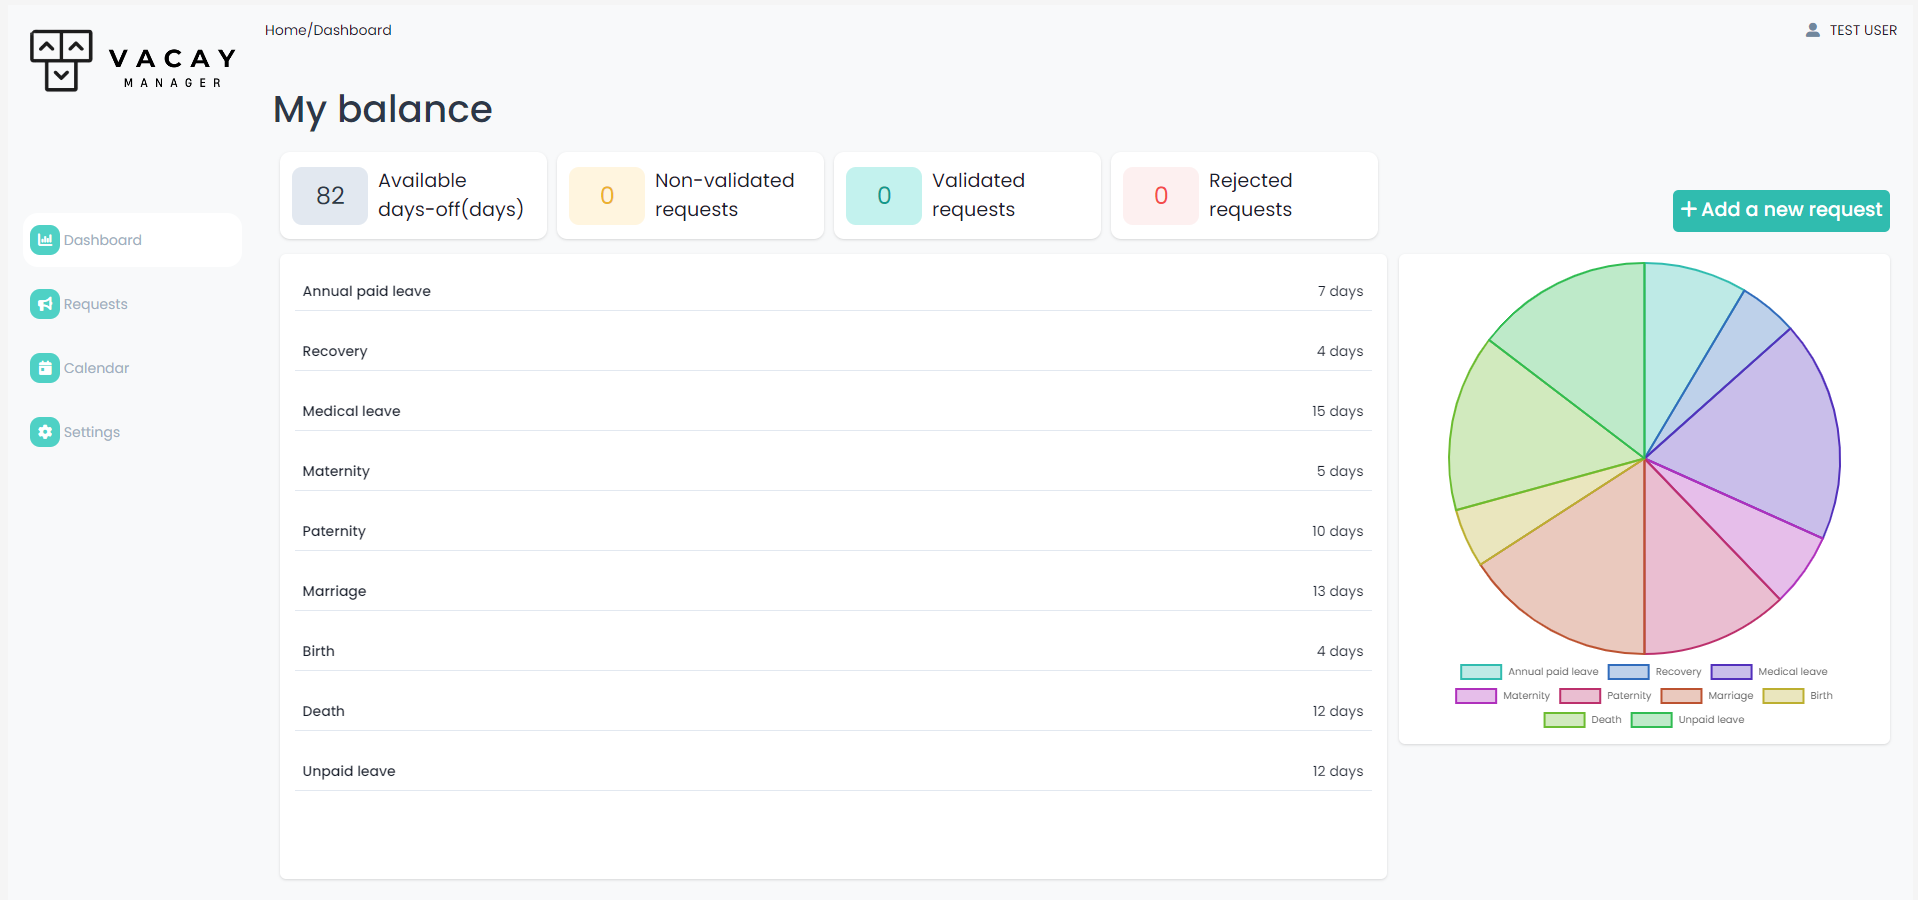 VACAY
MANAGER
Home/Dashboard
TEST USER
My balance
82
Available
days-off(days)
0
Non-validated
requests
0
Validated
requests
0
Rejected
requests
+ Add a new request
Dashboard
Requests
Calendar
Settings
Annual paid leave 7 days
Recovery 4 days
Medical leave 15 days
Maternity 5 days
Paternity 10 days
Marriage 13 days
Birth 4 days
Death 12 days
Unpaid leave 12 days
Annual paid leave Recovery Medical leave
Maternity Paternity Marriage Birth
Death Unpaid leave